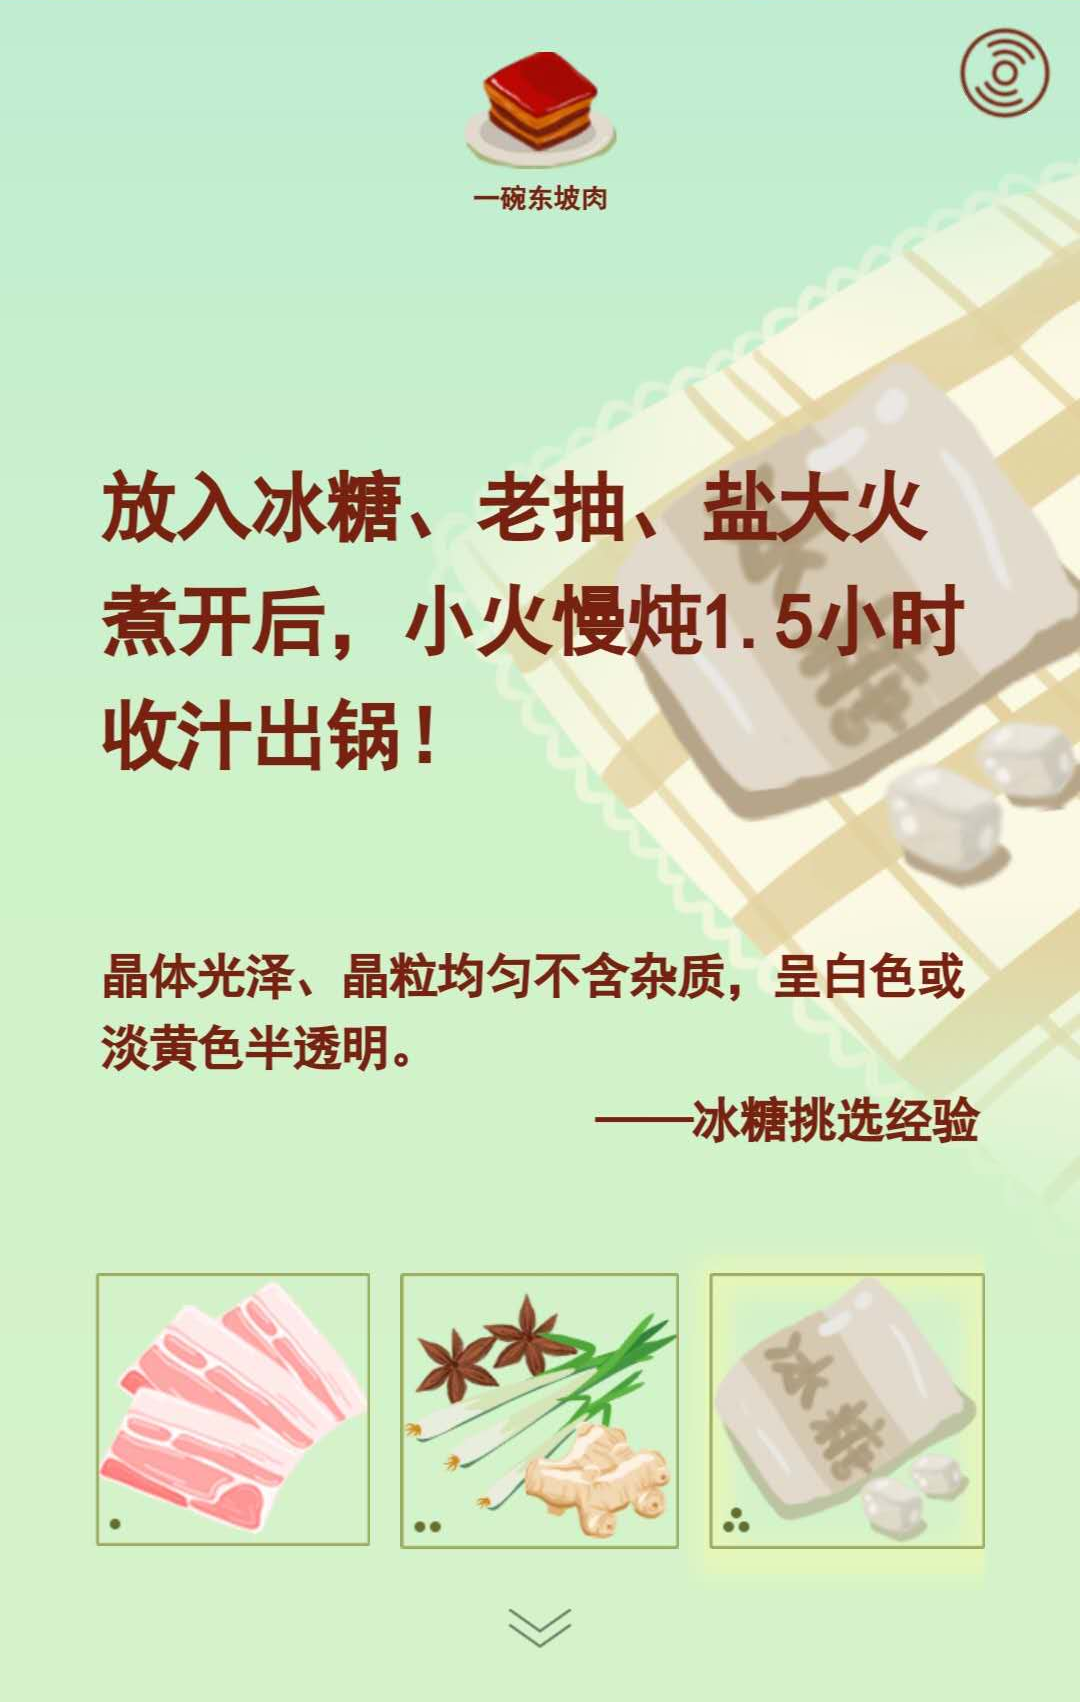 一碗东坡肉
放入冰糖、老抽、盐大火
煮开后，小火慢炖1.5小时
收汁出锅！
冰糖
晶体光泽、晶粒均匀不含杂质，呈白色或
淡黄色半透明。
——冰糖挑选经验
冰糖